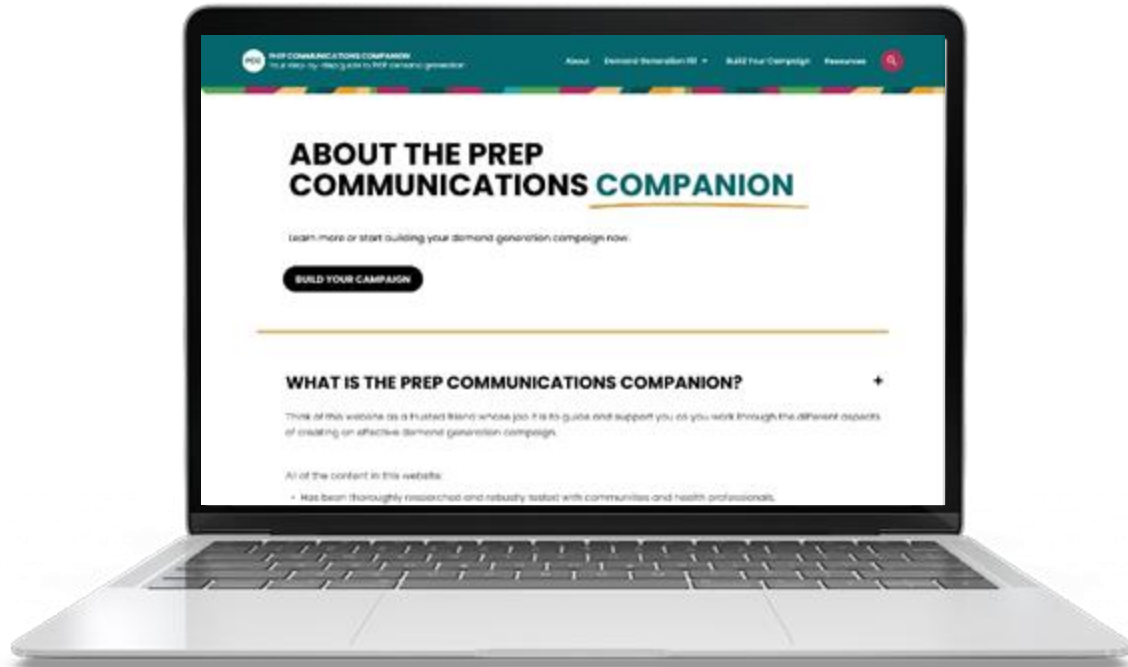 PCC
PREP COMMUNICATIONS COMPANION
Your step-by-step guide to PrEP demand generation
About Demand Generation 101 Build Your Campaign Resources
ABOUT THE PREP
COMMUNICATIONS COMPANION
Learn more or start building your demand generation campaign now.
BUILD YOUR CAMPAIGN
WHAT IS THE PREP COMMUNICATIONS COMPANION? +
Think of this website as a trusted friend whose job it is to guide and support you as you work through the different aspects
of creating an effective demand generation campaign.
All of the content in this website:
• Has been thoroughly researched and robustly tested with communities and health professionals.